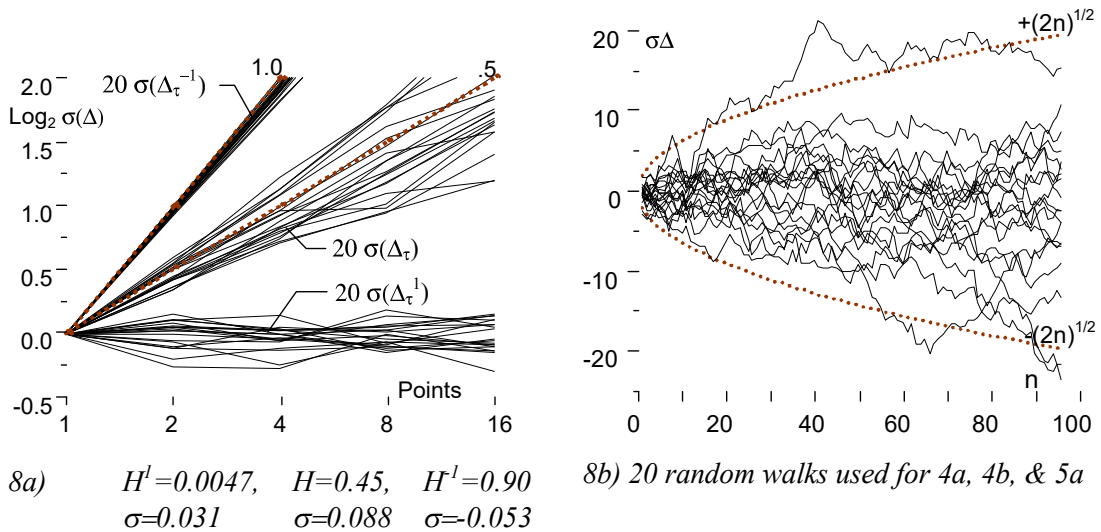 1.0
.5
2.0
20 σ(Δτ⁻¹)
Log₂ σ(Δ)
1.5
1.0
20 σ(Δτ)
0.5
20 σ(Δτ¹)
0.0
Points
-0.5
1
2
4
8
16
8a) H¹=0.0047, H=0.45, H⁻¹=0.90
σ=0.031 σ=0.088 σ=-0.053
20
σΔ
+(2n)¹/²
10
0
-10
-20
-(2n)¹/²
n
0
20
40
60
80
100
8b) 20 random walks used for 4a, 4b, & 5a